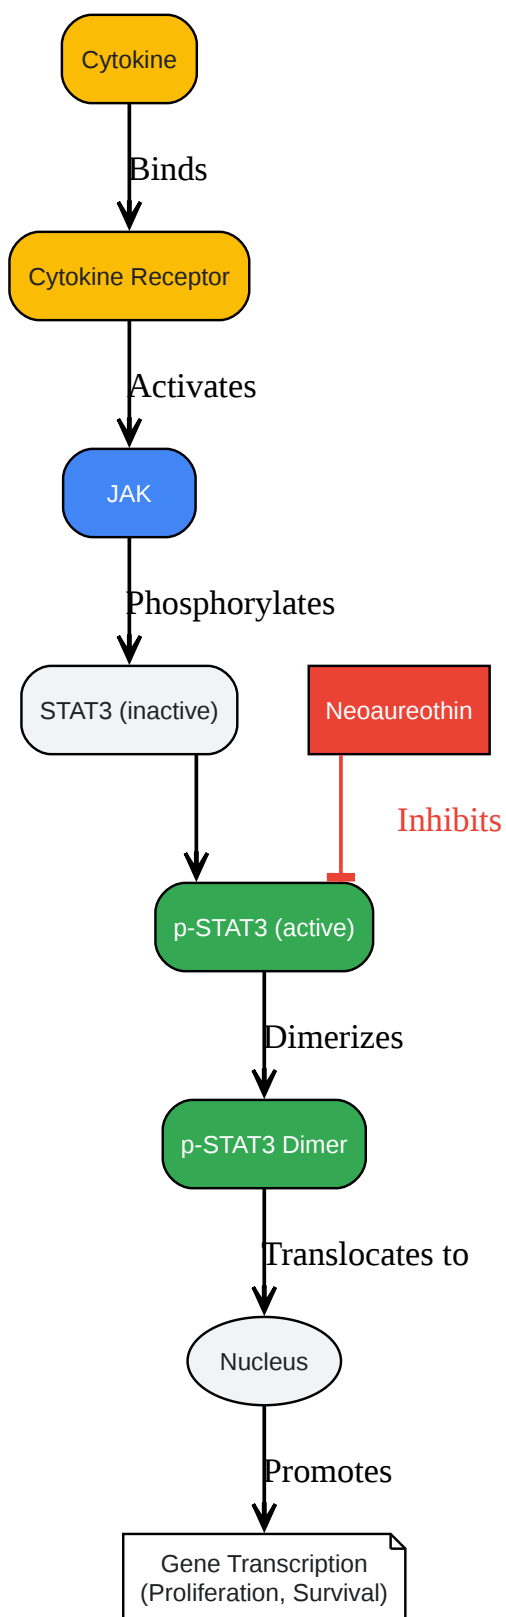 Cytokine
Binds
Cytokine Receptor
Activates
JAK
Phosphorylates
STAT3 (inactive)
Neoaureothin
Inhibits
p-STAT3 (active)
Dimerizes
p-STAT3 Dimer
Translocates to
Nucleus
Promotes
Gene Transcription
(Proliferation, Survival)